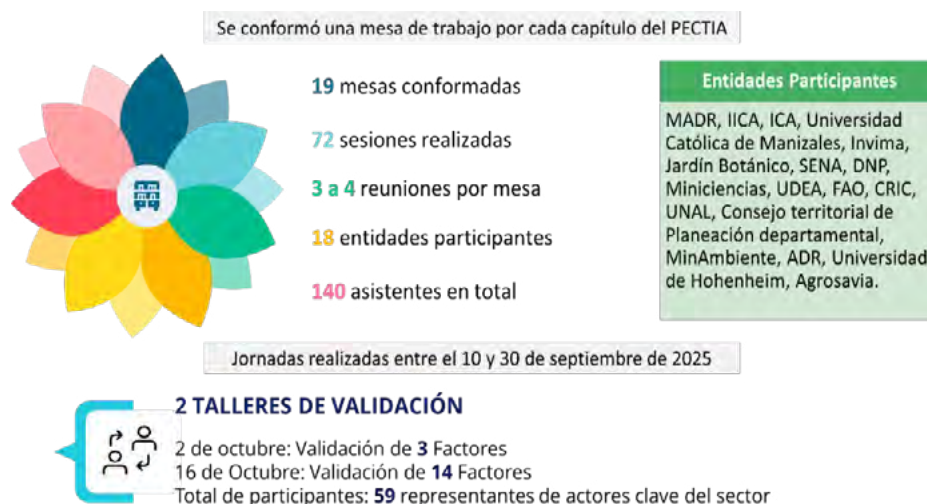 Se conformó una mesa de trabajo por cada capítulo del PECTIA
19 mesas conformadas
72 sesiones realizadas
3 a 4 reuniones por mesa
18 entidades participantes
140 asistentes en total
Entidades Participantes
MADR, IICA, ICA, Universidad
Católica de Manizales, Invima,
Jardín Botánico, SENA, DNP,
Miniciencias, UDEA, FAO, CRIC,
UNAL, Consejo territorial de
Planeación departamental,
MinAmbiente, ADR, Universidad
de Hohenheim, Agrosavia.
Jornadas realizadas entre el 10 y 30 de septiembre de 2025
2 TALLERES DE VALIDACIÓN
2 de octubre: Validación de 3 Factores
16 de Octubre: Validación de 14 Factores
Total de participantes: 59 representantes de actores clave del sector